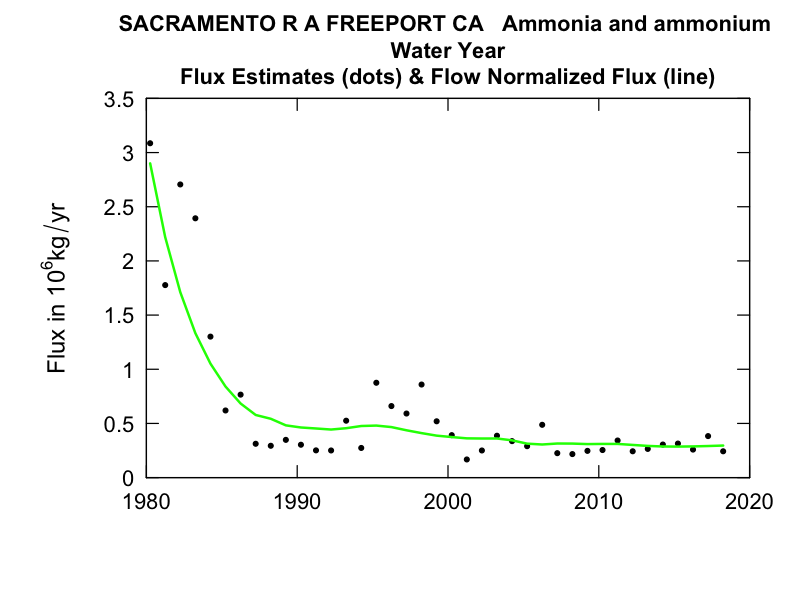 SACRAMENTO R A FREEPORT CA   Ammonia and ammonium
Water Year
Flux Estimates (dots) & Flow Normalized Flux (line)
3.5
3
2.5
2
1.5
1
0.5
0
Flux in 10⁶kg/yr
1980 1990 2000 2010 2020